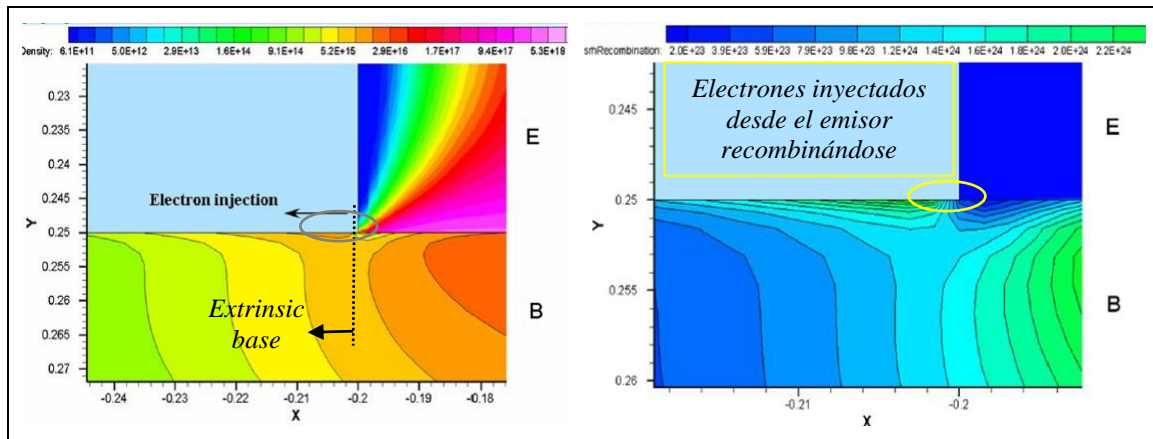 Density: 6.1E+11 5.0E+12 2.9E+13 1.6E+14 9.1E+14 5.2E+15 2.9E+16 1.7E+17 9.4E+17 5.3E+18
0.23
0.235
0.24
0.245
0.25
0.255
0.26
0.265
0.27
Y
E
Electron injection
B
Extrinsic
base
-0.24 -0.23 -0.22 -0.21 -0.2 -0.19 -0.18
X
srhRecombination: 2.0E+23 3.9E+23 5.9E+23 7.9E+23 9.8E+23 1.2E+24 1.4E+24 1.6E+24 1.8E+24 2.0E+24 2.2E+24
Electrones inyectados
desde el emisor
recombinándose
0.245
0.25
0.255
0.26
Y
E
B
-0.21 -0.2
X